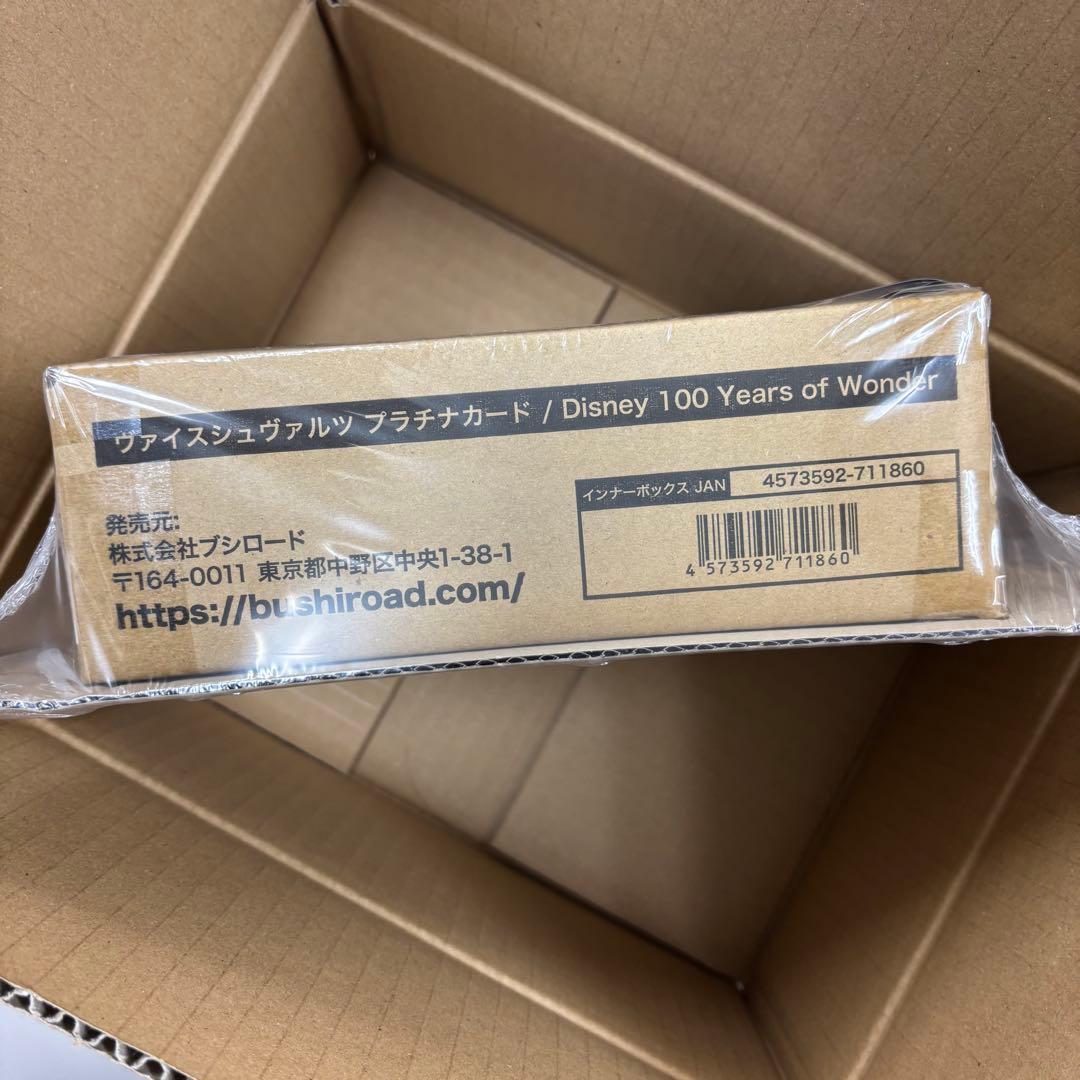 ヴァイスシュヴァルツ プラチナカード / Disney 100 Years of Wonder
発売元:
株式会社ブシロード
〒164-0011 東京都中野区中央1-38-1
https://bushiroad.com/
インナーボックス JAN 4573592-711860
4 573592 711860